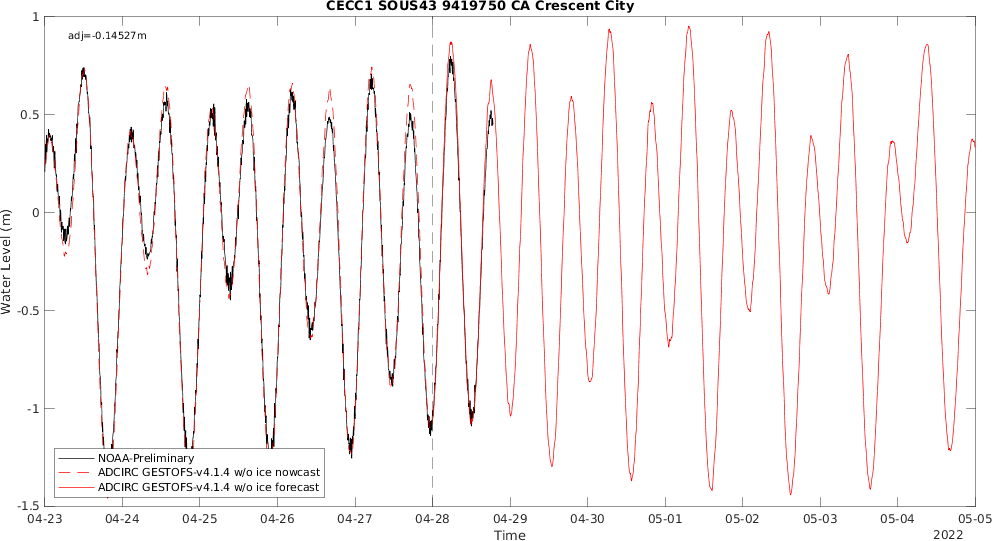 CECC1 SOUS43 9419750 CA Crescent City
adj=-0.14527m
Water Level (m)
1
0.5
0
-0.5
-1
-1.5
NOAA-Preliminary
ADCIRC GESTOFS-v4.1.4 w/o ice nowcast
ADCIRC GESTOFS-v4.1.4 w/o ice forecast
04-23 04-24 04-25 04-26 04-27 04-28 04-29 04-30 05-01 05-02 05-03 05-04 05-05
Time
2022